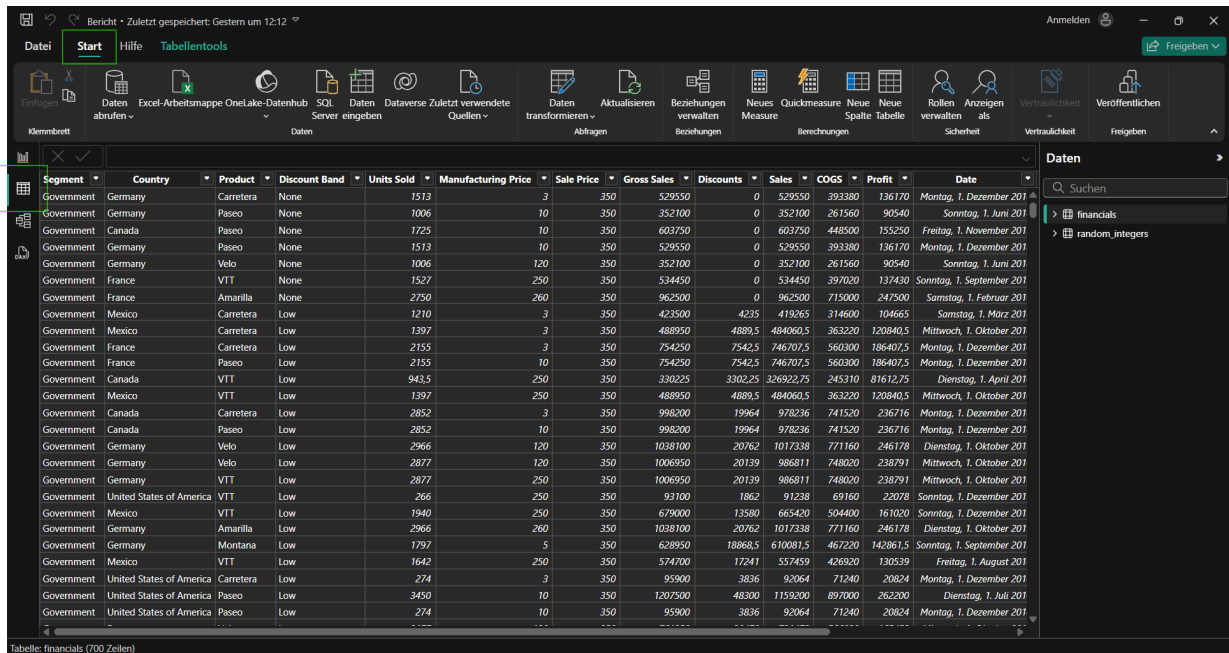 Bericht • Zuletzt gespeichert: Gestern um 12:12
Anmelden
Datei Start Hilfe Tabellentools
Freigeben
Einfügen
Daten abrufen
Excel-Arbeitsmappe
OneLake-Datenhub
SQL Server
Daten eingeben
Dataverse
Zuletzt verwendete Quellen
Daten transformieren
Aktualisieren
Beziehungen verwalten
Neues Measure
Quickmeasure
Neue Spalte
Neue Tabelle
Rollen verwalten
Anzeigen als
Vertraulichkeit
Veröffentlichen
Klemmbrett Daten Abfragen Beziehungen Berechnungen Sicherheit Vertraulichkeit Freigeben
Daten
Suchen
financials
random_integers
Segment Country Product Discount Band Units Sold Manufacturing Price Sale Price Gross Sales Discounts Sales COGS Profit Date
Government Germany Carretera None 1513 3 350 529550 0 529550 393380 136170 Montag, 1. Dezember 201
Government Germany Paseo None 1006 10 350 352100 0 352100 261560 90540 Sonntag, 1. Juni 201
Government Canada Paseo None 1725 10 350 603750 0 603750 448500 155250 Freitag, 1. November 201
Government Germany Paseo None 1513 10 350 529550 0 529550 393380 136170 Montag, 1. Dezember 201
Government Germany Velo None 1006 120 350 352100 0 352100 261560 90540 Sonntag, 1. Juni 201
Government France VTT None 1527 250 350 534450 0 534450 397020 137430 Sonntag, 1. September 201
Government France Amarilla None 2750 260 350 962500 0 962500 715000 247500 Samstag, 1. Februar 201
Government Mexico Carretera Low 1210 3 350 423500 4235 419265 314600 104665 Samstag, 1. März 201
Government Mexico Carretera Low 1397 3 350 488950 4889,5 484060,5 363220 120840,5 Mittwoch, 1. Oktober 201
Government France Carretera Low 2155 3 350 754250 7542,5 746707,5 560300 186407,5 Montag, 1. Dezember 201
Government France Paseo Low 2155 10 350 754250 7542,5 746707,5 560300 186407,5 Montag, 1. Dezember 201
Government Canada VTT Low 943,5 250 350 330225 3302,25 326922,75 245310 81612,75 Dienstag, 1. April 201
Government Mexico VTT Low 1397 250 350 488950 4889,5 484060,5 363220 120840,5 Mittwoch, 1. Oktober 201
Government Canada Carretera Low 2852 3 350 998200 19964 978236 741520 236716 Montag, 1. Dezember 201
Government Canada Paseo Low 2852 10 350 998200 19964 978236 741520 236716 Montag, 1. Dezember 201
Government Germany Velo Low 2966 120 350 1038100 20762 1017338 771160 246178 Dienstag, 1. Oktober 201
Government Germany Velo Low 2877 120 350 1006950 20139 986811 748020 238791 Mittwoch, 1. Oktober 201
Government Germany VTT Low 2877 250 350 1006950 20139 986811 748020 238791 Mittwoch, 1. Oktober 201
Government United States of America VTT Low 266 250 350 93100 1862 91238 69160 22078 Sonntag, 1. Dezember 201
Government Mexico VTT Low 1940 250 350 679000 13580 665420 504400 161020 Sonntag, 1. Dezember 201
Government Germany Amarilla Low 2966 260 350 1038100 20762 1017338 771160 246178 Dienstag, 1. Oktober 201
Government Germany Montana Low 1797 5 350 628950 18868,5 610081,5 467220 142861,5 Sonntag, 1. September 201
Government Mexico VTT Low 1642 250 350 574700 17241 557459 426920 130539 Freitag, 1. August 201
Government United States of America Carretera Low 274 3 350 95900 3836 92064 71240 20824 Montag, 1. Dezember 201
Government United States of America Paseo Low 3450 10 350 1207500 48300 1159200 897000 262200 Dienstag, 1. Juli 201
Government United States of America Paseo Low 274 10 350 95900 3836 92064 71240 20824 Montag, 1. Dezember 201
Tabelle: financials (700 Zeilen)